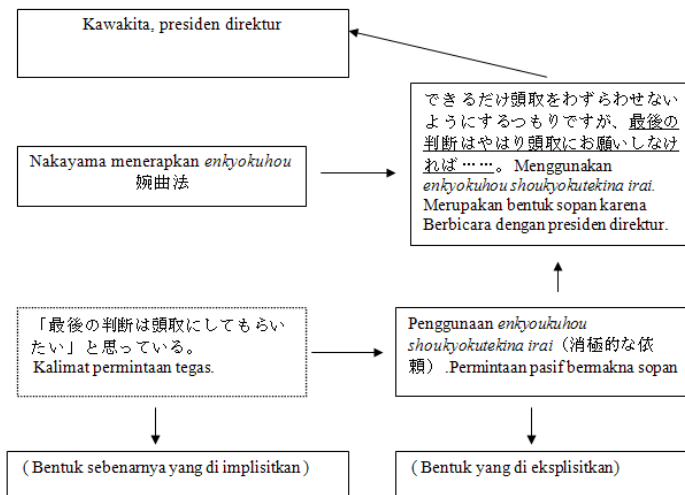 Kawakita, presiden direktur
できるだけ頭取をわずらわせない
ようにするつもりですが、最後の
判断はやはり頭取にお願いしなけ
れば……。 Menggunakan
enkyokuhou shoukyokutekina irai.
Merupakan bentuk sopan karena
Berbicara dengan presiden direktur.
Nakayama menerapkan enkyokuhou
婉曲法
「最後の判断は頭取にしてもらい
たい」と思っている。
Kalimat permintaan tegas.
Penggunaan enkyoukuhou
shoukyokutekina irai（消極的な依
頼）.Permintaan pasif bermakna sopan
( Bentuk sebenarnya yang di implisitkan )
( Bentuk yang di eksplisitkan)